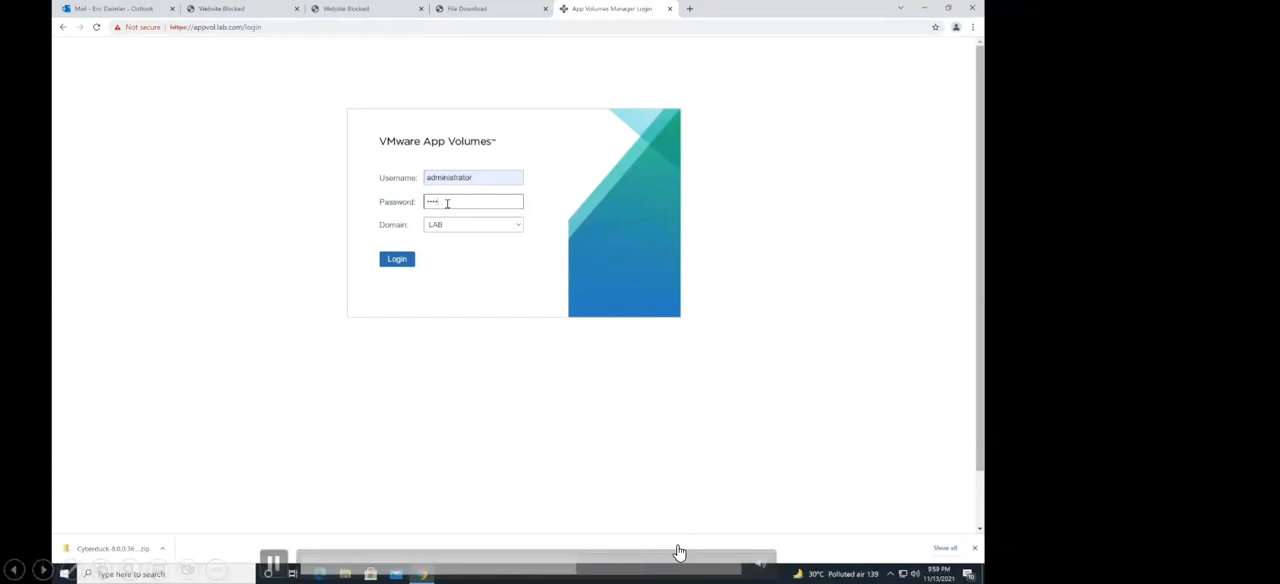 Mail - Eric Daimler - Outlook
Website Blocked
Website Blocked
File Download
App Volumes Manager Login
Not secure
https://appvol.lab.com/login
VMware App Volumes™
Username: administrator
Password: ••••
Domain: LAB
Login
Cyberduck-8.0.0.36....zip
Show all
Type here to search
30°C Polluted air 139
9:59 PM
11/13/2021